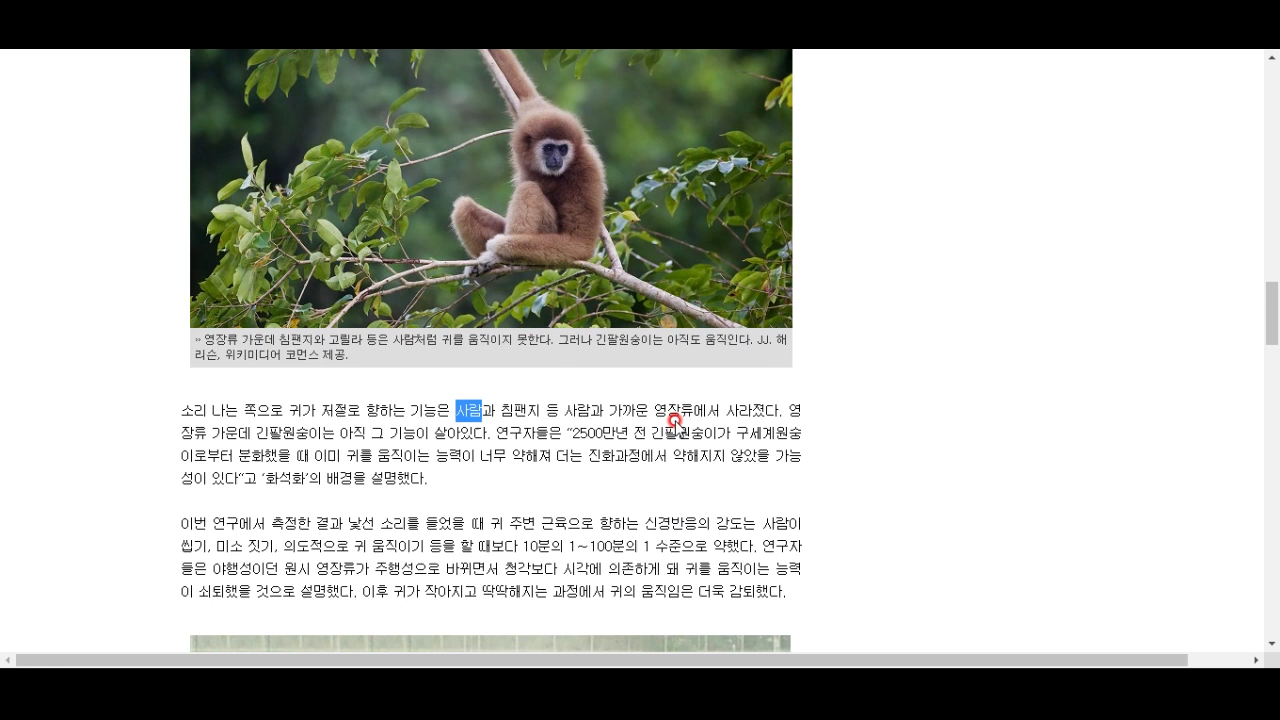 ▫ 영장류 가운데 침팬지와 고릴라 등은 사람처럼 귀를 움직이지 못한다. 그러나 긴팔원숭이는 아직도 움직인다. JJ. 해
리슨, 위키미디어 코먼스 제공.
소리 나는 쪽으로 귀가 저절로 향하는 기능은 사람과 침팬지 등 사람과 가까운 영장류에서 사라졌다. 영
장류 가운데 긴팔원숭이는 아직 그 기능이 살아있다. 연구자들은 “2500만년 전 긴팔원숭이가 구세계원숭
이로부터 분화했을 때 이미 귀를 움직이는 능력이 너무 약해져 더는 진화과정에서 약해지지 않았을 가능
성이 있다“고 ‘화석화’의 배경을 설명했다.
이번 연구에서 측정한 결과 낯선 소리를 들었을 때 귀 주변 근육으로 향하는 신경반응의 강도는 사람이
씹기, 미소 짓기, 의도적으로 귀 움직이기 등을 할 때보다 10분의 1∼100분의 1 수준으로 약했다. 연구자
들은 야행성이던 원시 영장류가 주행성으로 바뀌면서 청각보다 시각에 의존하게 돼 귀를 움직이는 능력
이 쇠퇴했을 것으로 설명했다. 이후 귀가 작아지고 딱딱해지는 과정에서 귀의 움직임은 더욱 감퇴했다.